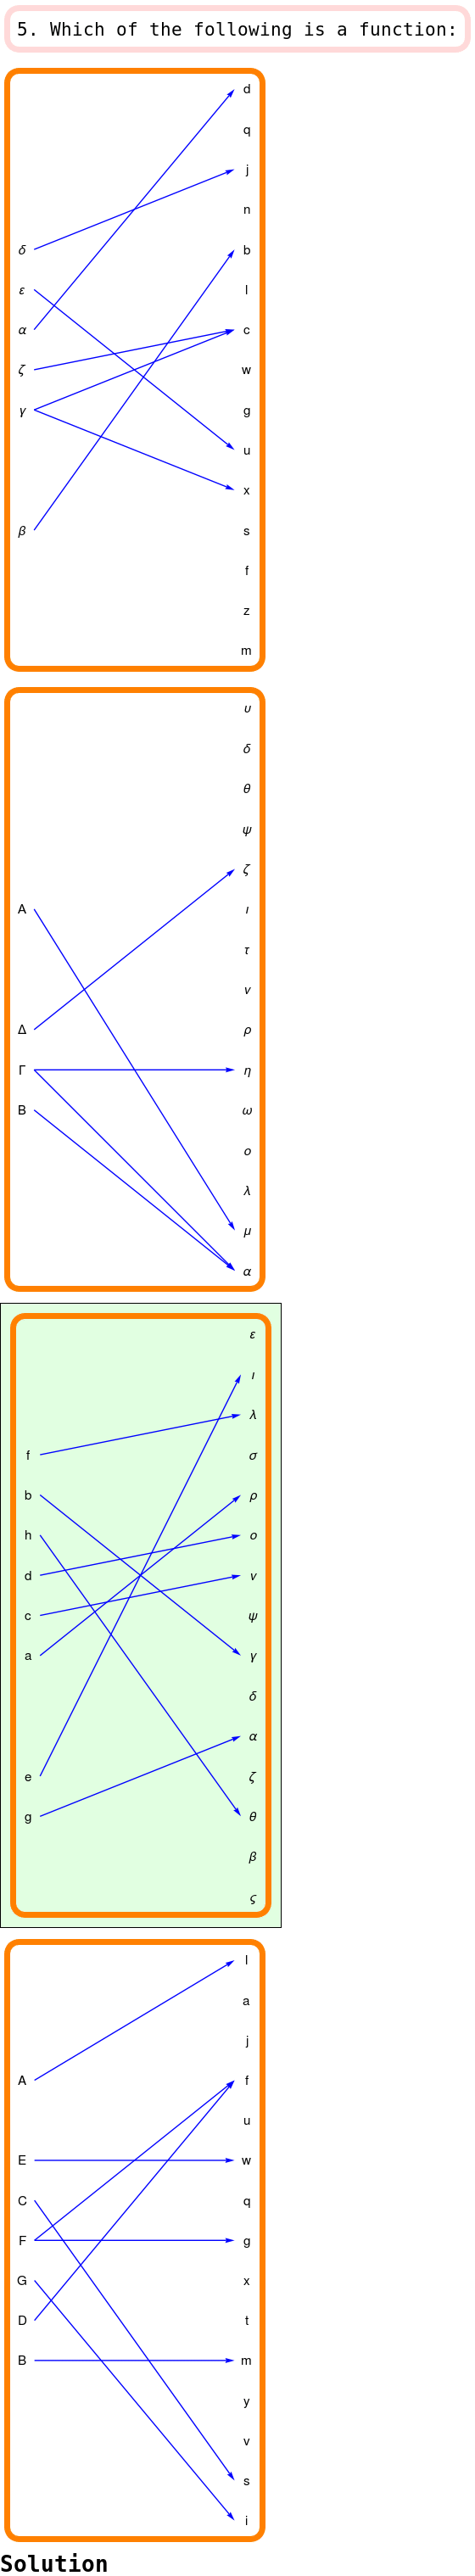 5. Which of the following is a function:
d
q
j
n
δ b
ε l
α c
ζ w
γ g
u
x
β s
f
z
m
υ
δ
θ
ψ
ζ
Α ι
τ
ν
Δ ρ
Γ η
Β ω
ο
λ
μ
α
ε
ι
λ
f σ
b ρ
h ο
d ν
c ψ
a γ
δ
α
e ζ
g θ
β
ς
l
a
j
A f
u
E w
C q
F g
G x
D t
B m
y
v
s
i
Solution